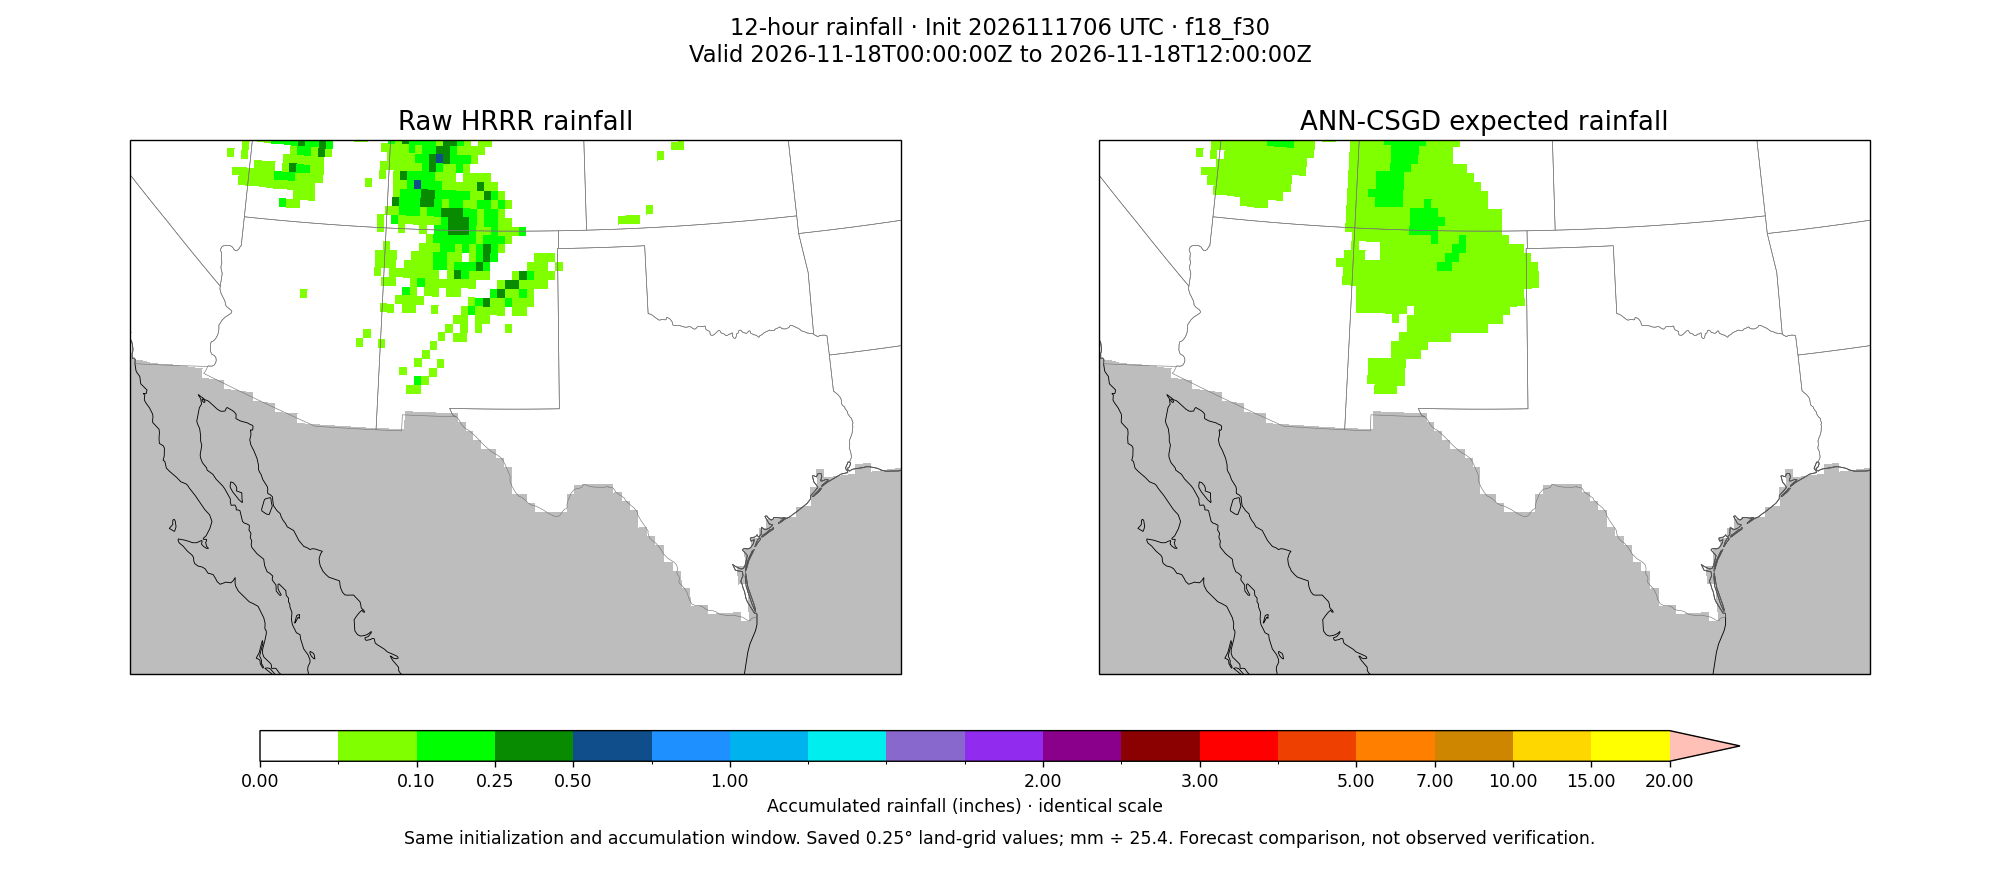 12-hour rainfall · Init 2026111706 UTC · f18_f30
Valid 2026-11-18T00:00:00Z to 2026-11-18T12:00:00Z
Raw HRRR rainfall
ANN-CSGD expected rainfall
0.00 0.10 0.25 0.50 1.00 2.00 3.00 5.00 7.00 10.00 15.00 20.00
Accumulated rainfall (inches) · identical scale
Same initialization and accumulation window. Saved 0.25° land-grid values; mm ÷ 25.4. Forecast comparison, not observed verification.